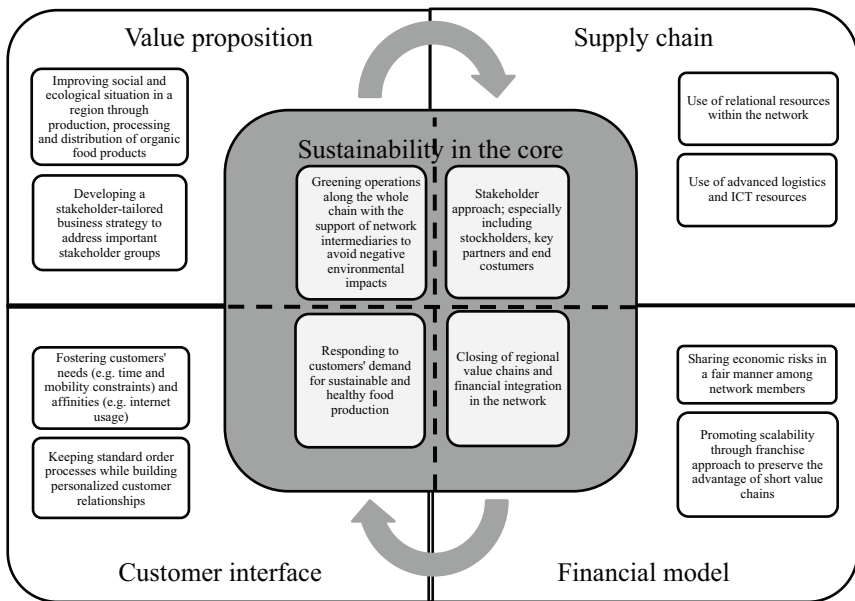 Value proposition
Improving social and
ecological situation in a
region through
production, processing
and distribution of organic
food products
Developing a
stakeholder-tailored
business strategy to
address important
stakeholder groups
Supply chain
Use of relational resources
within the network
Use of advanced logistics
and ICT resources
Sustainability in the core
Greening operations
along the whole
chain with the
support of network
intermediaries to
avoid negative
environmental
impacts
Stakeholder
approach; especially
including
stockholders, key
partners and end
costumers
Responding to
customers' demand
for sustainable and
healthy food
production
Closing of regional
value chains and
financial integration
in the network
Fostering customers'
needs (e.g. time and
mobility constraints) and
affinities (e.g. internet
usage)
Keeping standard order
processes while building
personalized customer
relationships
Customer interface
Sharing economic risks in
a fair manner among
network members
Promoting scalability
through franchise
approach to preserve the
advantage of short value
chains
Financial model